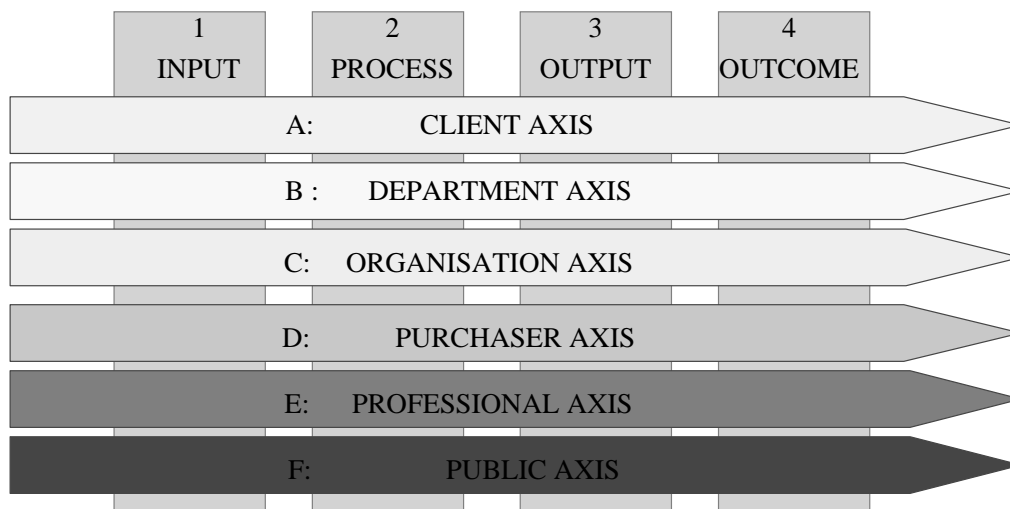 1 2 3 4
INPUT PROCESS OUTPUT OUTCOME
A: CLIENT AXIS
B : DEPARTMENT AXIS
C: ORGANISATION AXIS
D: PURCHASER AXIS
E: PROFESSIONAL AXIS
F: PUBLIC AXIS